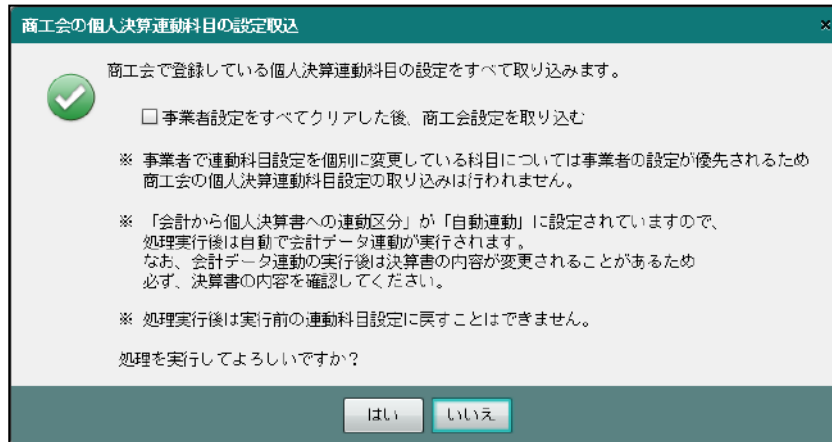 商工会の個人決算連動科目の設定取込
×
商工会で登録している個人決算連動科目の設定をすべて取り込みます。
事業者設定をすべてクリアした後、商工会設定を取り込む
※ 事業者で連動科目設定を個別に変更している科目については事業者の設定が優先されるため
商工会の個人決算連動科目設定の取り込みは行われません。
※ 「会計から個人決算書への連動区分」が「自動連動」に設定されていますので、
処理実行後は自動で会計データ連動が実行されます。
なお、会計データ連動の実行後は決算書の内容が変更されることがあるため
必ず、決算書の内容を確認してください。
※ 処理実行後は実行前の連動科目設定に戻すことはできません。
処理を実行してよろしいですか？
はい いいえ